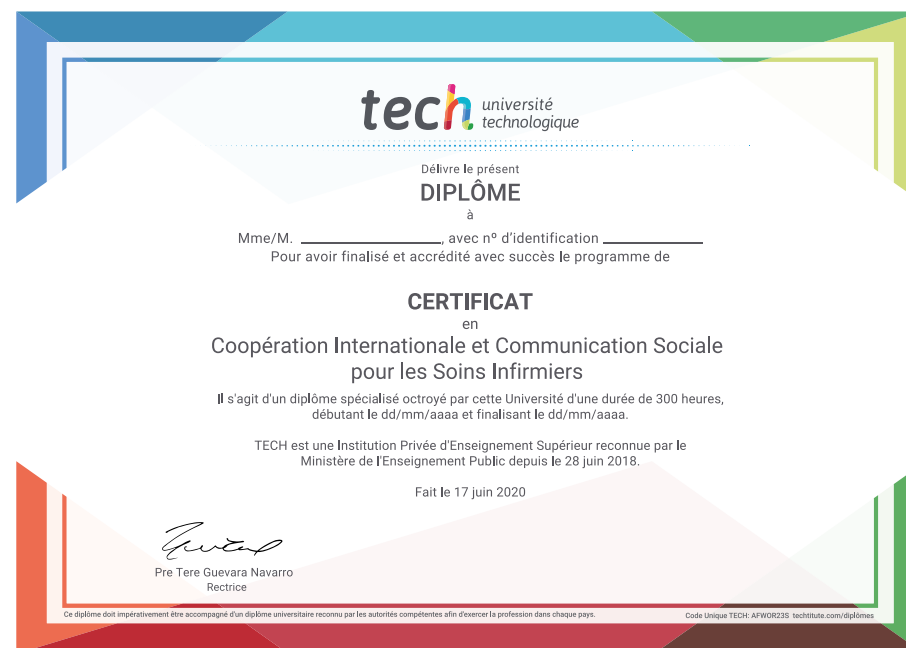 tech université
technologique
Délivre le présent
DIPLÔME
à
Mme/M. ____________________, avec nº d'identification ______________
Pour avoir finalisé et accrédité avec succès le programme de
CERTIFICAT
en
Coopération Internationale et Communication Sociale
pour les Soins Infirmiers
Il s'agit d'un diplôme spécialisé octroyé par cette Université d'une durée de 300 heures,
débutant le dd/mm/aaaa et finalisant le dd/mm/aaaa.
TECH est une Institution Privée d'Enseignement Supérieur reconnue par le
Ministère de l'Enseignement Public depuis le 28 juin 2018.
Fait le 17 juin 2020
Pre Tere Guevara Navarro
Rectrice
Ce diplôme doit impérativement être accompagné d'un diplôme universitaire reconnu par les autorités compétentes afin d'exercer la profession dans chaque pays.
Code Unique TECH: AFWOR23S techtitute.com/diplômes